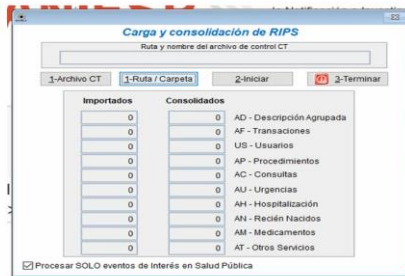 Carga y consolidación de RIPS
Ruta y nombre del archivo de control CT
1-Archivo CT 1-Ruta / Carpeta 2-Iniciar 3-Terminar
Importados Consolidados
0 0 AD - Descripción Agrupada
0 0 AF - Transaciones
0 0 US - Usuarios
0 0 AP - Procedimientos
0 0 AC - Consultas
0 0 AU - Urgencias
0 0 AH - Hospitalización
0 0 AN - Recién Nacidos
0 0 AM - Medicamentos
0 0 AT - Otros Servicios
Procesar SOLO eventos de Interés en Salud Pública